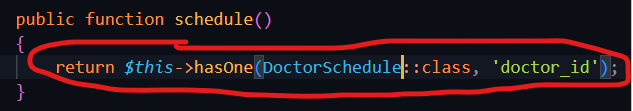 public function schedule()
{
return $this->hasOne(DoctorSchedule::class, 'doctor_id');
}